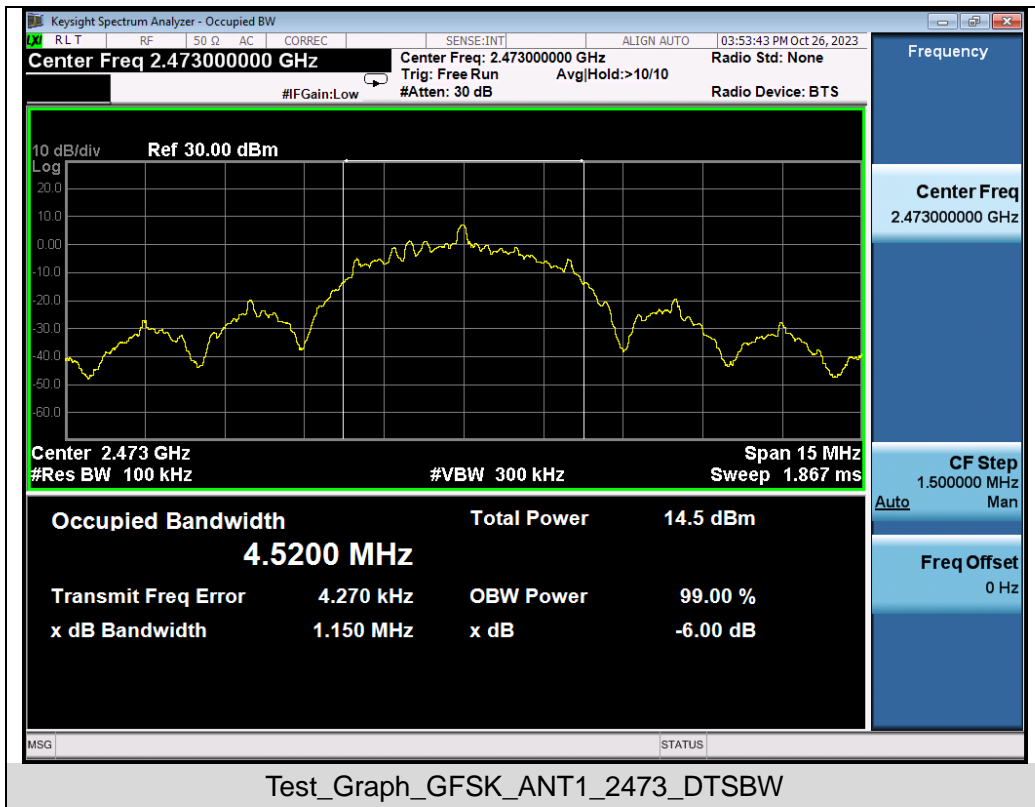 Keysight Spectrum Analyzer - Occupied BW
LXI RLT RF 50 Ω AC CORREC SENSE:INT ALIGN AUTO 03:53:43 PM Oct 26, 2023
Center Freq 2.473000000 GHz
Center Freq: 2.473000000 GHz
Radio Std: None
Trig: Free Run Avg|Hold:>10/10
#IFGain:Low
#Atten: 30 dB
Radio Device: BTS
10 dB/div Ref 30.00 dBm
Log
20.0
10.0
0.00
-10.0
-20.0
-30.0
-40.0
-50.0
-60.0
Center 2.473 GHz Span 15 MHz
#Res BW 100 kHz #VBW 300 kHz Sweep 1.867 ms
Occupied Bandwidth Total Power 14.5 dBm
4.5200 MHz
Transmit Freq Error 4.270 kHz OBW Power 99.00 %
x dB Bandwidth 1.150 MHz x dB -6.00 dB
Frequency
Center Freq
2.473000000 GHz
CF Step
1.500000 MHz
Auto Man
Freq Offset
0 Hz
MSG STATUS
Test_Graph_GFSK_ANT1_2473_DTSBW